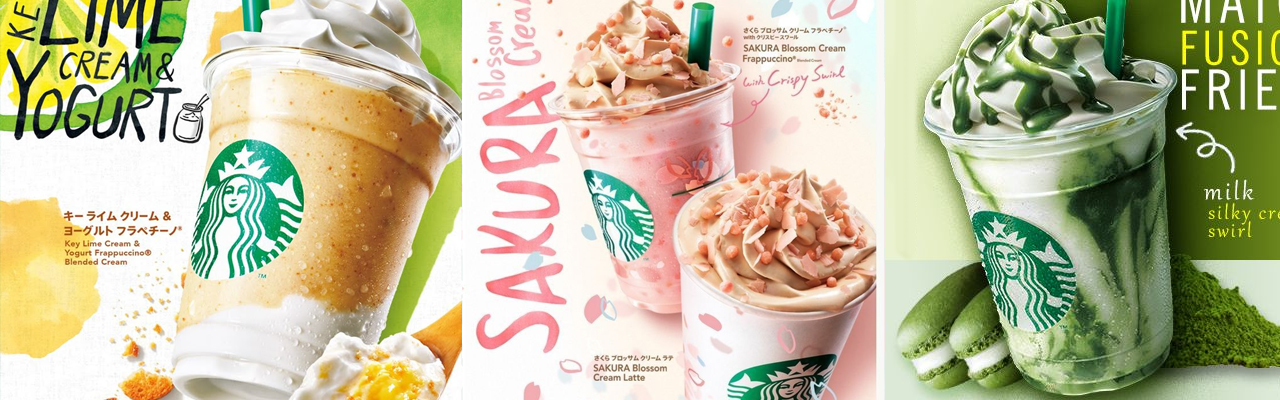 KE LIME
CREAM &
YOGURT
キー ライム クリーム &
ヨーグルト フラペチーノ®
Key Lime Cream &
Yogurt Frappuccino®
Blended Cream
TM
SAKURA
Blossom
Cream
さくら ブロッサム クリーム フラペチーノ®
with クリスピースワール
SAKURA Blossom Cream
Frappuccino® Blended Cream
with Crispy Swirl
さくら ブロッサム クリーム ラテ
SAKURA Blossom
Cream Latte
FUSIO
FRIE
milk
silky cre
swirl